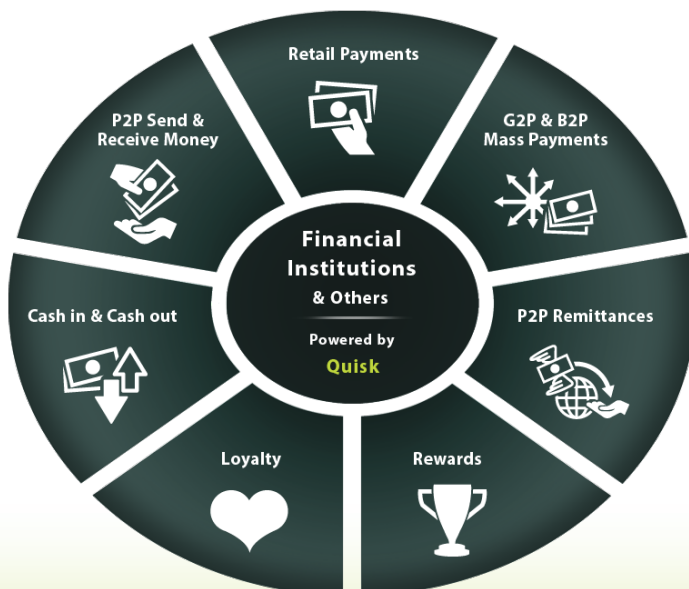 Retail Payments
P2P Send &
Receive Money
G2P & B2P
Mass Payments
Financial
Institutions
& Others
Powered by
Quisk
Cash in & Cash out
P2P Remittances
Loyalty
Rewards